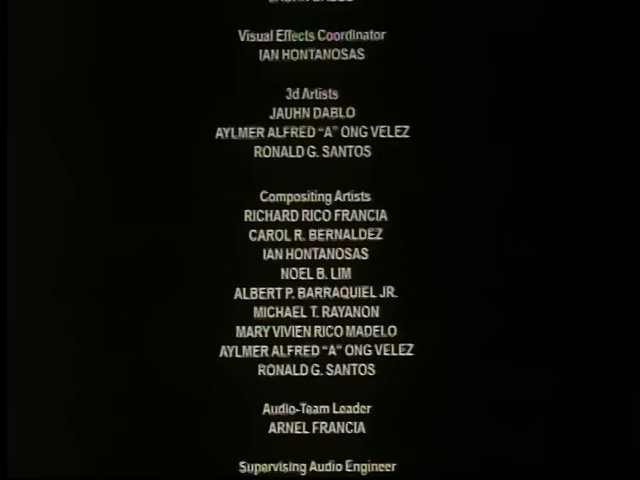 Visual Effects Coordinator
IAN HONTANOSAS
3d Artists
JAUHN DABLO
AYLMER ALFRED “A” ONG VELEZ
RONALD G. SANTOS
Compositing Artists
RICHARD RICO FRANCIA
CAROL R. BERNALDEZ
IAN HONTANOSAS
NOEL B. LIM
ALBERT P. BARRAQUIEL JR.
MICHAEL T. RAYANON
MARY VIVIEN RICO MADELO
AYLMER ALFRED “A” ONG VELEZ
RONALD G. SANTOS
Audio-Team Leader
ARNEL FRANCIA
Supervising Audio Engineer